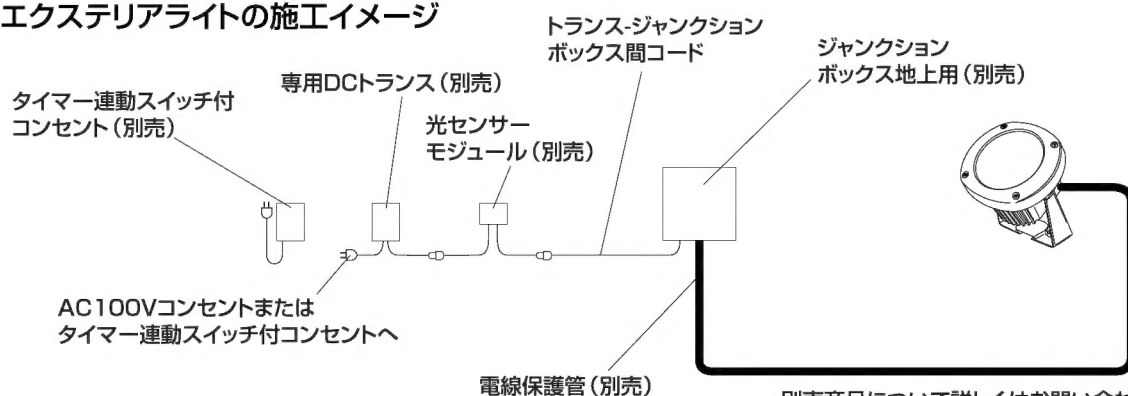 エクステリアライトの施工イメージ
トランス-ジャンクション
ボックス間コード
ジャンクション
ボックス地上用(別売)
専用DCトランス(別売)
タイマー連動スイッチ付
コンセント(別売)
光センサー
モジュール(別売)
AC100Vコンセントまたは
タイマー連動スイッチ付コンセントへ
電線保護管(別売)